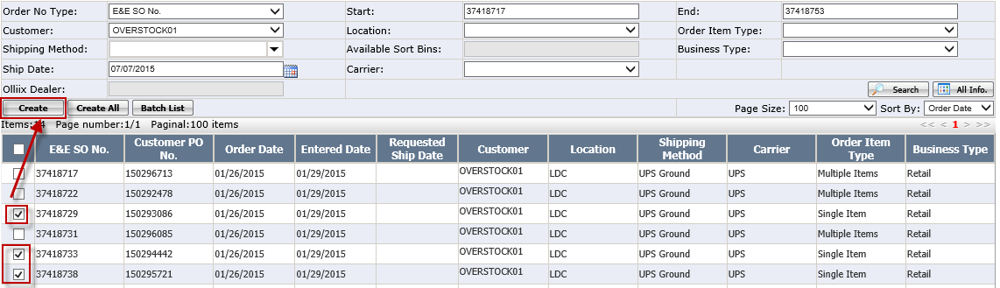 Order No Type: E&E SO No. Start: 37418717 End: 37418753
Customer: OVERSTOCK01 Location: Order Item Type:
Shipping Method: Available Sort Bins: Business Type:
Ship Date: 07/07/2015 Carrier:
Olliix Dealer: Search All Info.
Create Create All Batch List Page Size: 100 Sort By: Order Date
Items:14 Page number:1/1 Paginal:100 items << < 1 > >>
E&E SO No. Customer PO No. Order Date Entered Date Requested Ship Date Customer Location Shipping Method Carrier Order Item Type Business Type
37418717 150296713 01/26/2015 01/29/2015 OVERSTOCK01 LDC UPS Ground UPS Multiple Items Retail
37418722 150292478 01/26/2015 01/29/2015 OVERSTOCK01 LDC UPS Ground UPS Multiple Items Retail
37418729 150293086 01/26/2015 01/29/2015 OVERSTOCK01 LDC UPS Ground UPS Single Item Retail
37418731 150296085 01/26/2015 01/29/2015 OVERSTOCK01 LDC UPS Ground UPS Multiple Items Retail
37418733 150294442 01/26/2015 01/29/2015 OVERSTOCK01 LDC UPS Ground UPS Single Item Retail
37418738 150295721 01/26/2015 01/29/2015 OVERSTOCK01 LDC UPS Ground UPS Single Item Retail